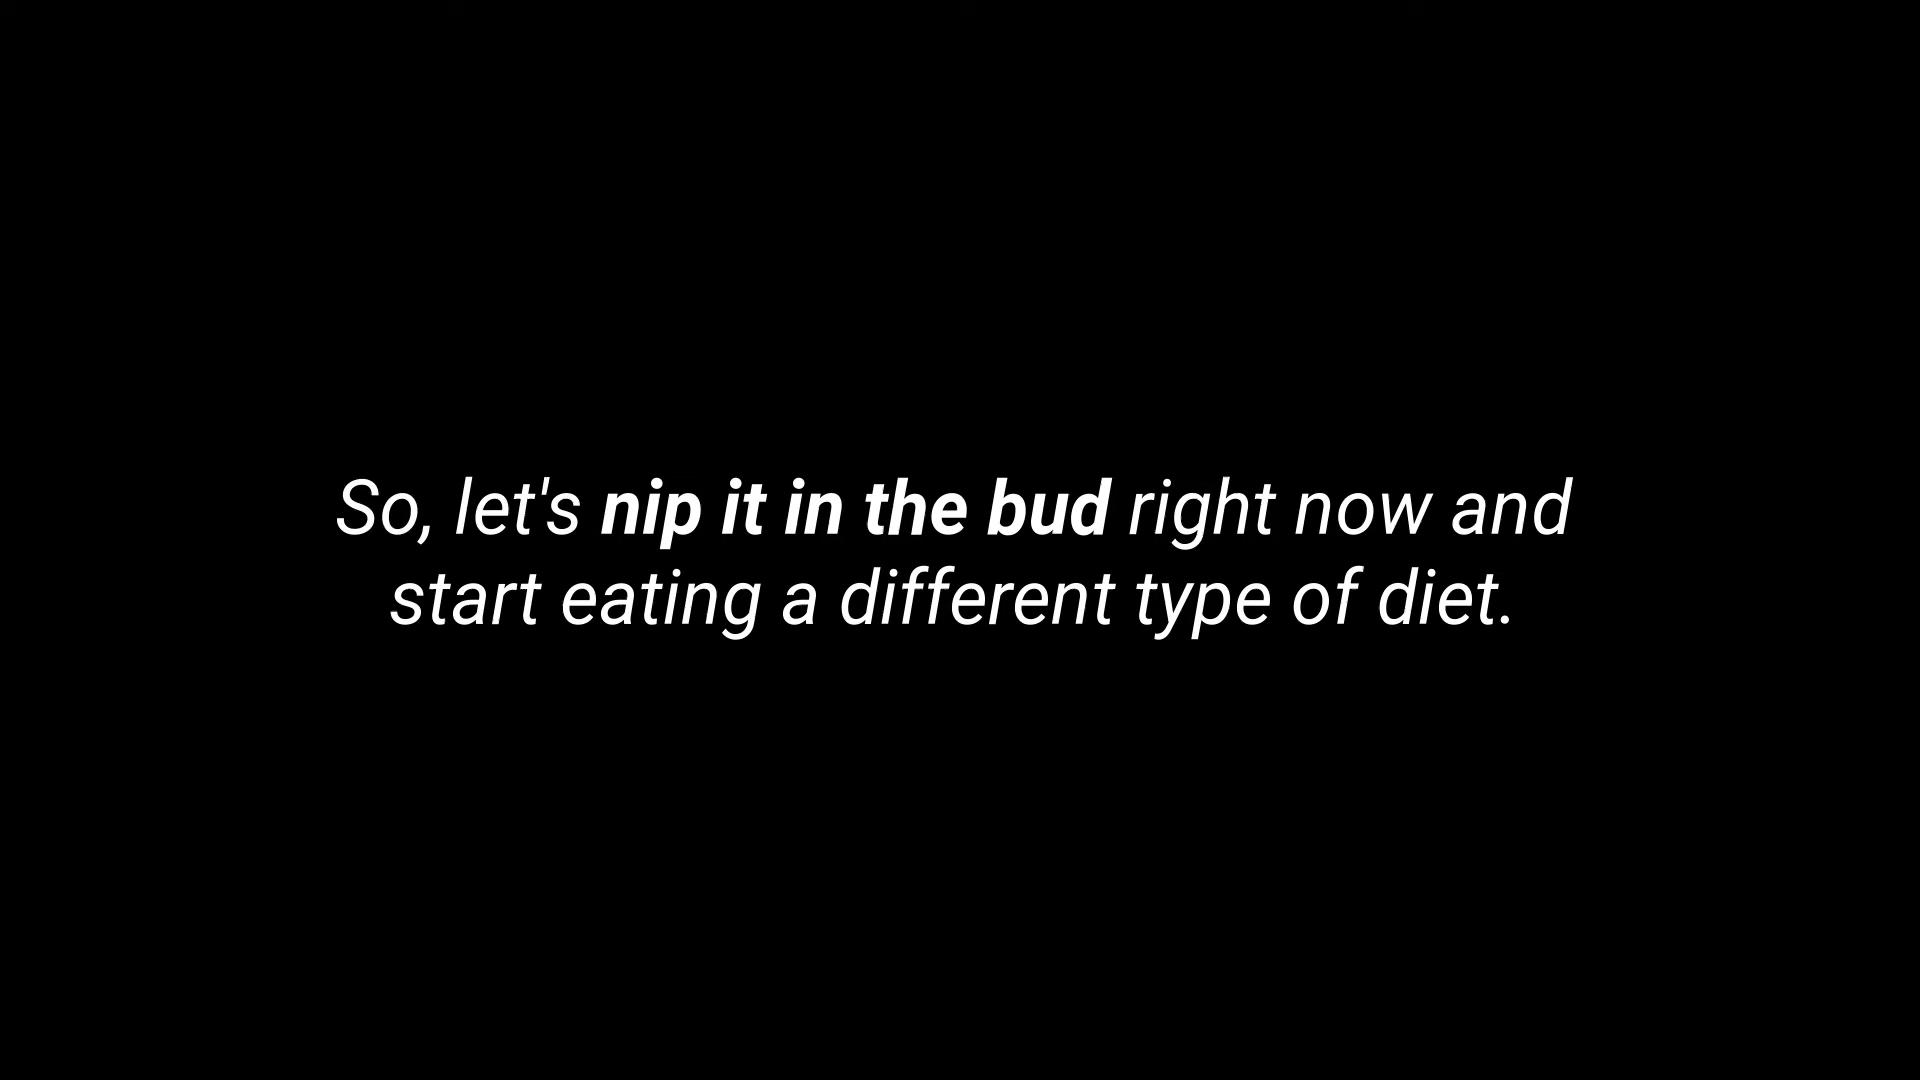 So, let's nip it in the bud right now and
start eating a different type of diet.